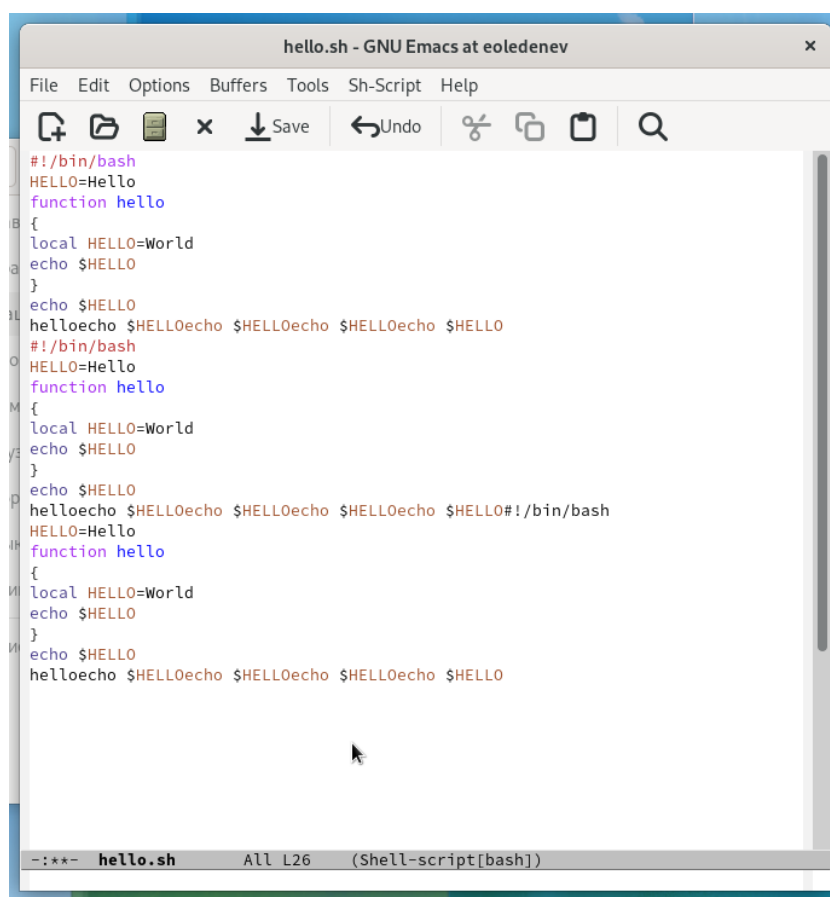 hello.sh - GNU Emacs at eoledenev ×
File Edit Options Buffers Tools Sh-Script Help
Save Undo
#!/bin/bash
HELLO=Hello
function hello
{
local HELLO=World
echo $HELLO
}
echo $HELLO
helloecho $HELLOecho $HELLOecho $HELLOecho $HELLO
#!/bin/bash
HELLO=Hello
function hello
{
local HELLO=World
echo $HELLO
}
echo $HELLO
helloecho $HELLOecho $HELLOecho $HELLOecho $HELLO#!/bin/bash
HELLO=Hello
function hello
{
local HELLO=World
echo $HELLO
}
echo $HELLO
helloecho $HELLOecho $HELLOecho $HELLOecho $HELLO
-:**- hello.sh All L26 (Shell-script[bash])